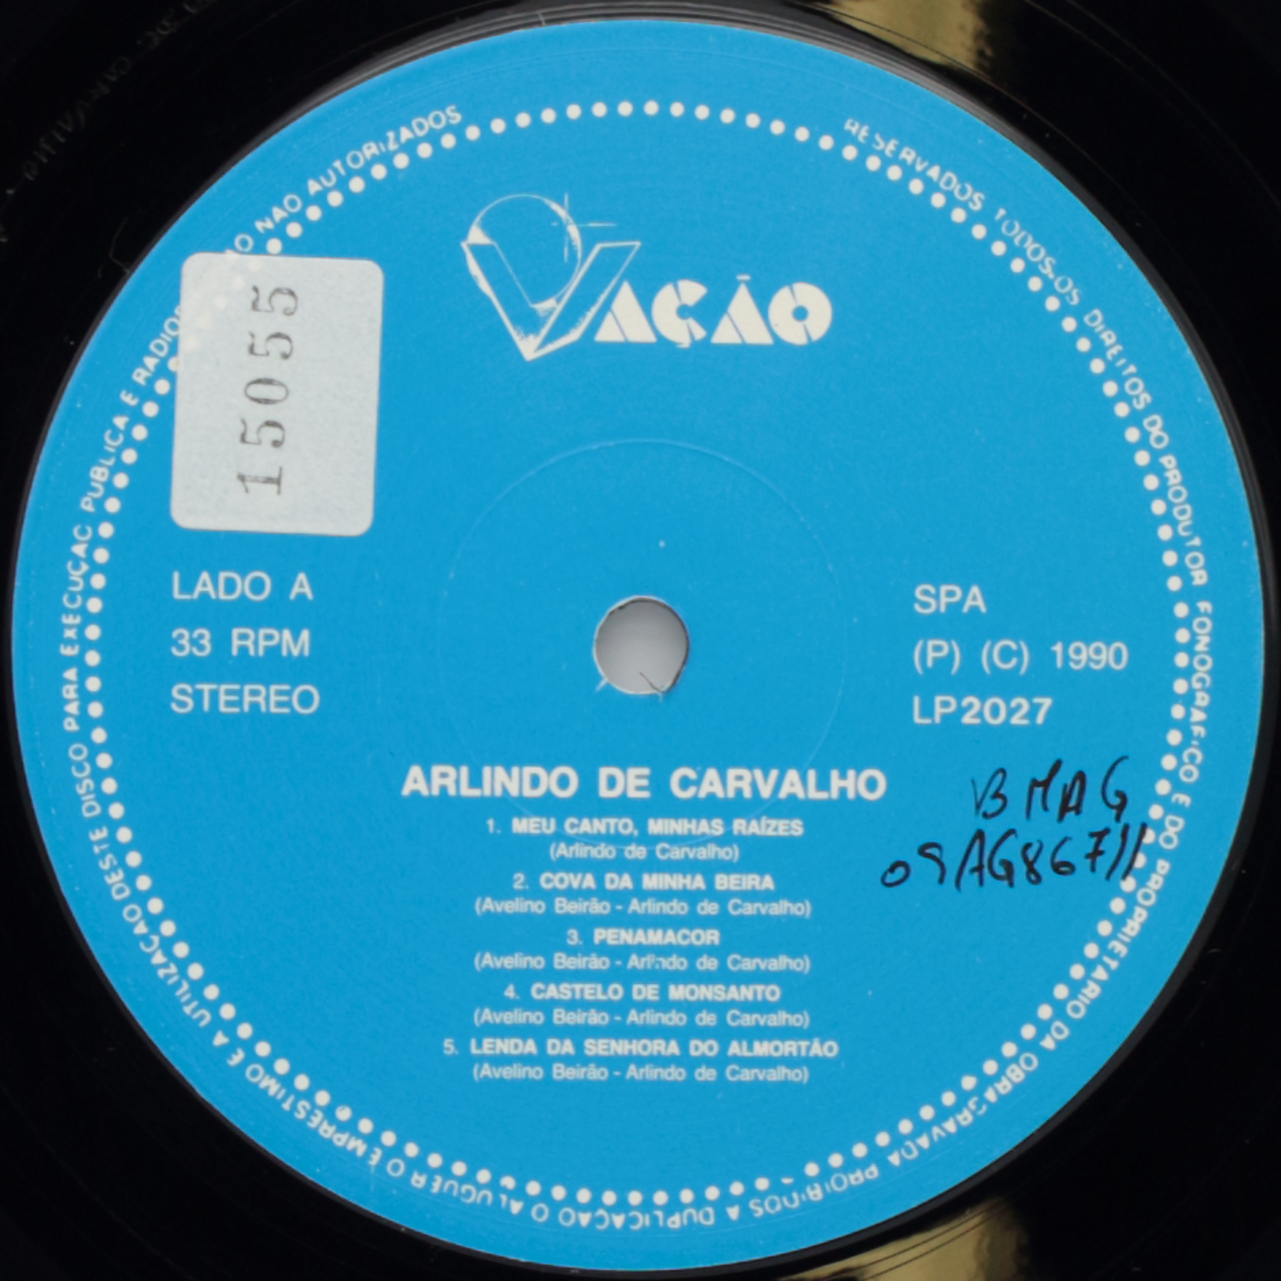 VAÇÃO
15055
LADO A
33 RPM
STEREO
SPA
(P) (C) 1990
LP2027
ARLINDO DE CARVALHO
1. MEU CANTO, MINHAS RAÍZES
(Arlindo de Carvalho)
2. COVA DA MINHA BEIRA
(Avelino Beirão - Arlindo de Carvalho)
3. PENAMACOR
(Avelino Beirão - Arlindo de Carvalho)
4. CASTELO DE MONSANTO
(Avelino Beirão - Arlindo de Carvalho)
5. LENDA DA SENHORA DO ALMORTÃO
(Avelino Beirão - Arlindo de Carvalho)
BMAG
RESERVADOS TODOS OS DIREITOS DO PRODUTOR FONOGRAFICO E DO PROPRIETARIO DA OBRA GRAVADA PROIBIDOS A DUPLICAÇAO O ALUGUER O EMPRESTIMO E A UTILIZAÇAO DESTE DISCO PARA EXECUÇAO PUBLICA E NAO AUTORIZADOS